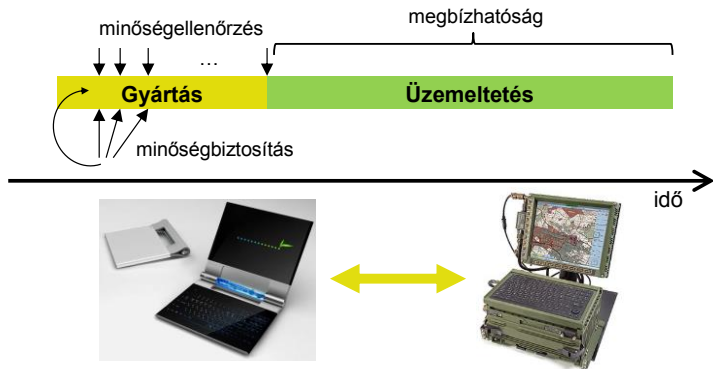 megbízhatóság
minőségellenőrzés
…
Gyártás
Üzemeltetés
minőségbiztosítás
idő